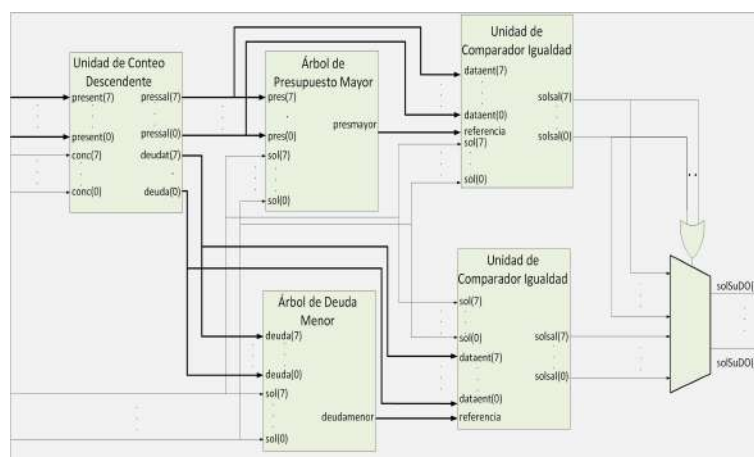 Unidad de Conteo
Descendente
present(7)
pressal(7)
present(0)
pressal(0)
conc(7)
deudat(7)
conc(0)
deuda(0)
Árbol de
Presupuesto Mayor
pres(7)
pres(0)
presmayor
sol(7)
sol(0)
Unidad de
Comparador Igualdad
dataent(7)
solsal(7)
dataent(0)
referencia
solsal(0)
sol(7)
sol(0)
Árbol de Deuda
Menor
deuda(7)
deuda(0)
sol(7)
deudamenor
sol(0)
Unidad de
Comparador Igualdad
sol(7)
sol(0)
solsal(7)
dataent(7)
solsal(0)
dataent(0)
referencia
solSuDO(
solSuDO(